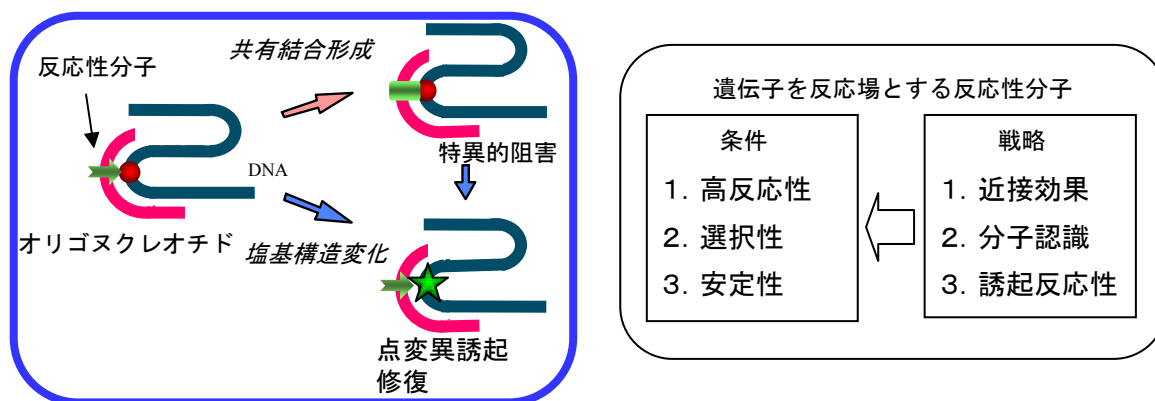 共有結合形成
反応性分子
DNA
特異的阻害
オリゴヌクレオチド
塩基構造変化
点変異誘起
修復
遺伝子を反応場とする反応性分子
条件
1. 高反応性
2. 選択性
3. 安定性
戦略
1. 近接効果
2. 分子認識
3. 誘起反応性